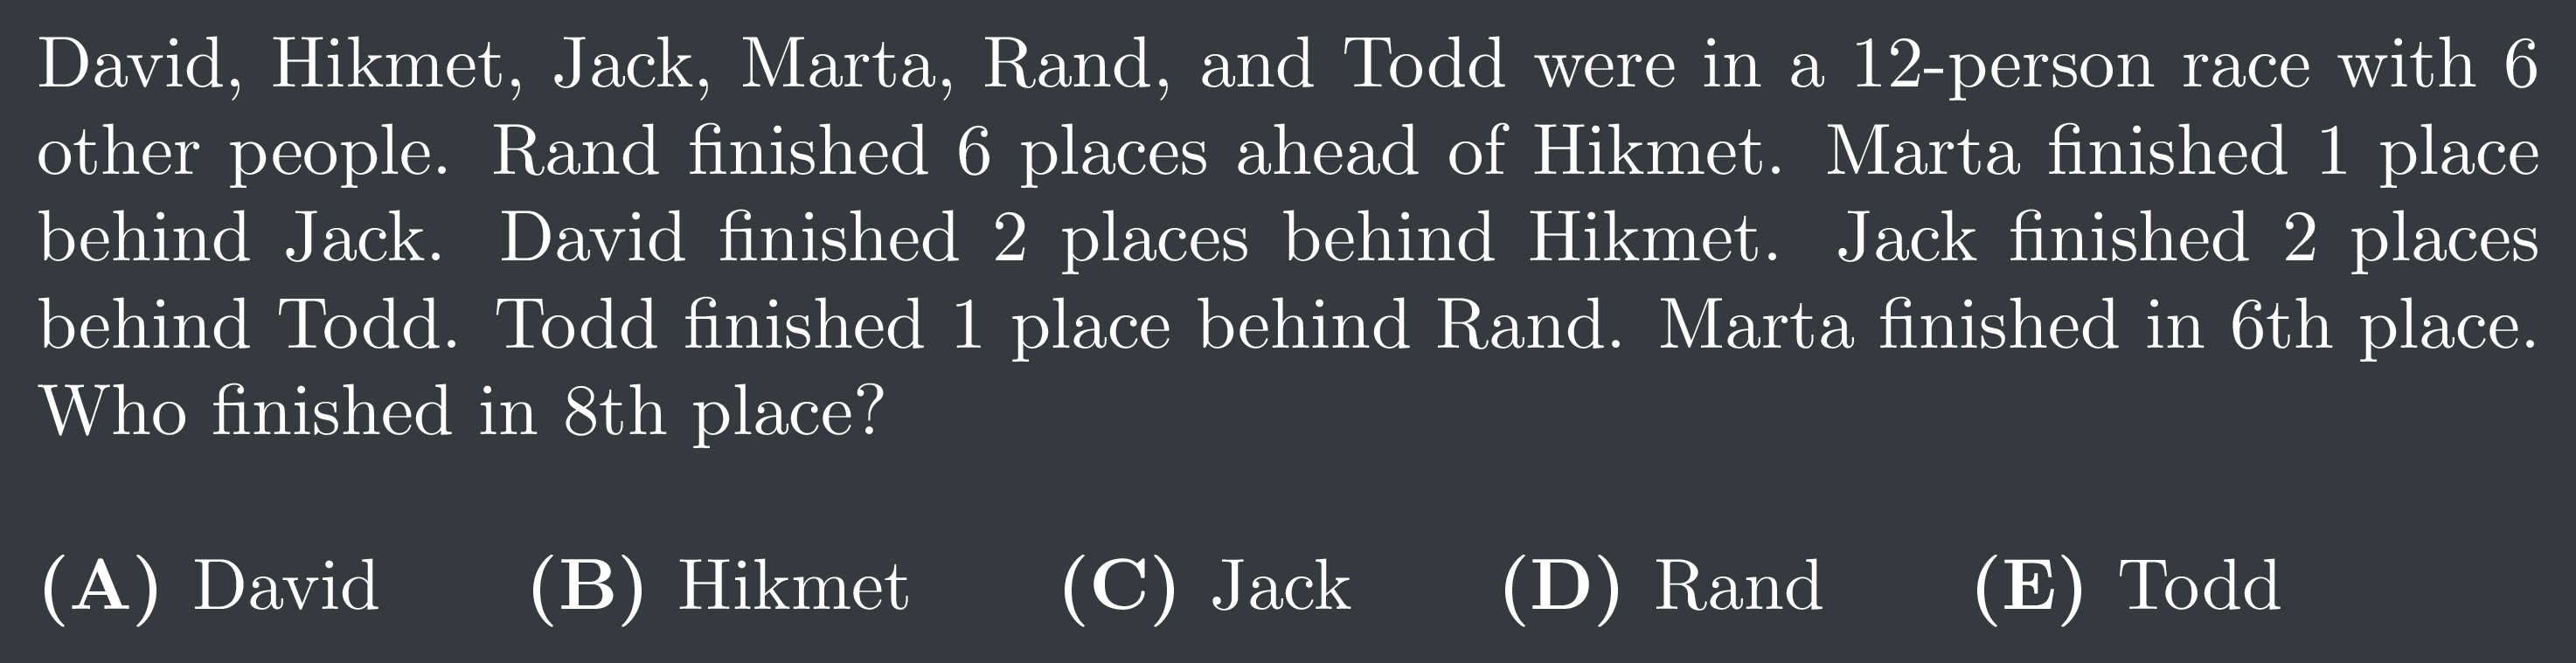 David, Hikmet, Jack, Marta, Rand, and Todd were in a 12-person race with 6
other people. Rand finished 6 places ahead of Hikmet. Marta finished 1 place
behind Jack. David finished 2 places behind Hikmet. Jack finished 2 places
behind Todd. Todd finished 1 place behind Rand. Marta finished in 6th place.
Who finished in 8th place?
(A) David (B) Hikmet (C) Jack (D) Rand (E) Todd